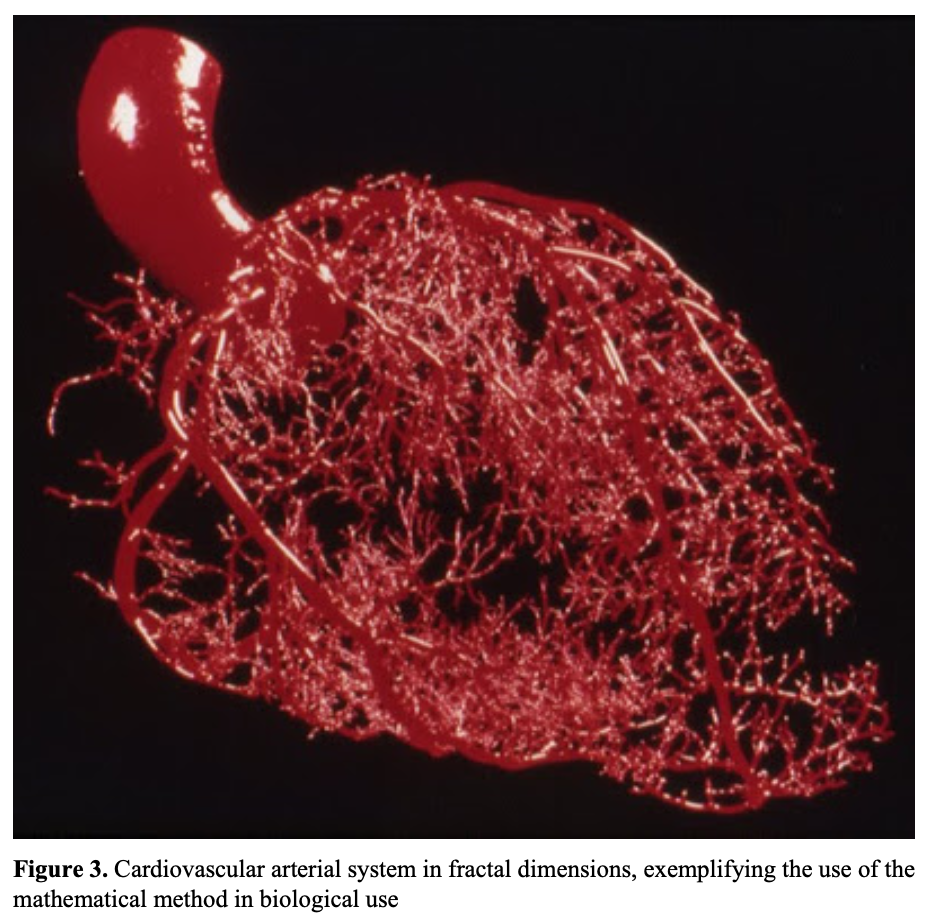 Figure 3. Cardiovascular arterial system in fractal dimensions, exemplifying the use of the
mathematical method in biological use